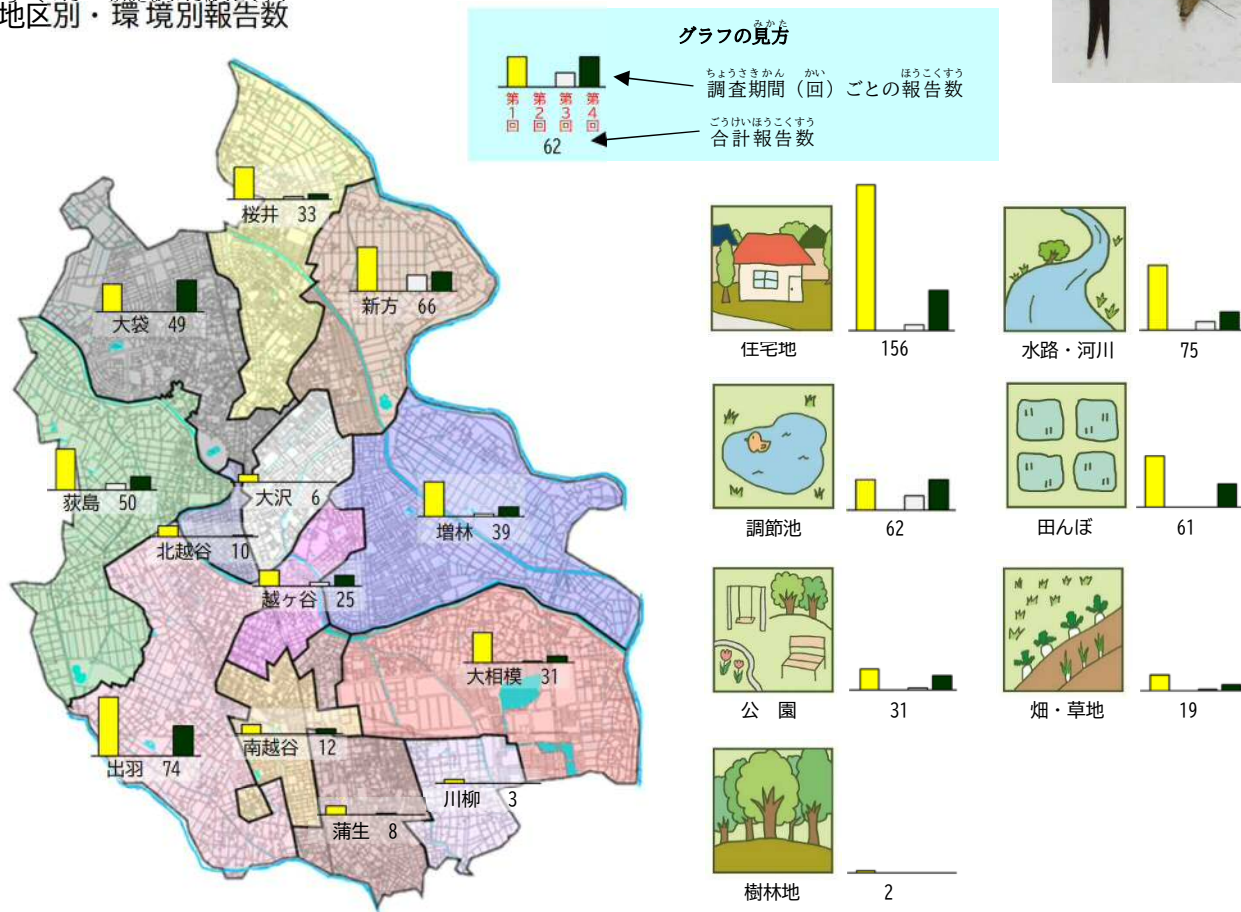 地区別・環境別報告数
グラフの見方
みかた
ちょうさきかん かい ほうこくすう
調査期間（回）ごとの報告数
第1回 第2回 第3回 第4回
ごうけいほうこくすう
合計報告数
62
桜井 33
新方 66
大袋 49
荻島 50
大沢 6
増林 39
北越谷 10
越ヶ谷 25
大相模 31
出羽 74
南越谷 12
川柳 3
蒲生 8
住宅地 156
水路・河川 75
調節池 62
田んぼ 61
公園 31
畑・草地 19
樹林地 2